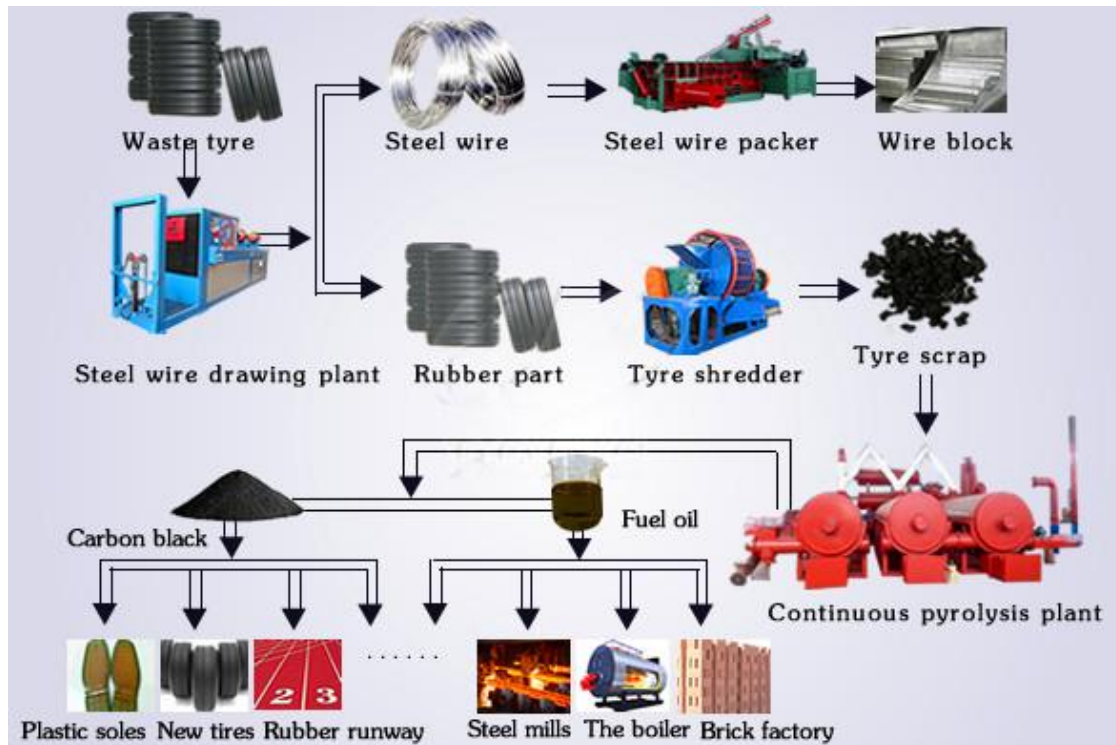 Waste tyre
Steel wire
Steel wire packer
Wire block
Steel wire drawing plant
Rubber part
Tyre shredder
Tyre scrap
Carbon black
Fuel oil
Continuous pyrolysis plant
2 3
......
Plastic soles
New tires
Rubber runway
Steel mills
The boiler
Brick factory